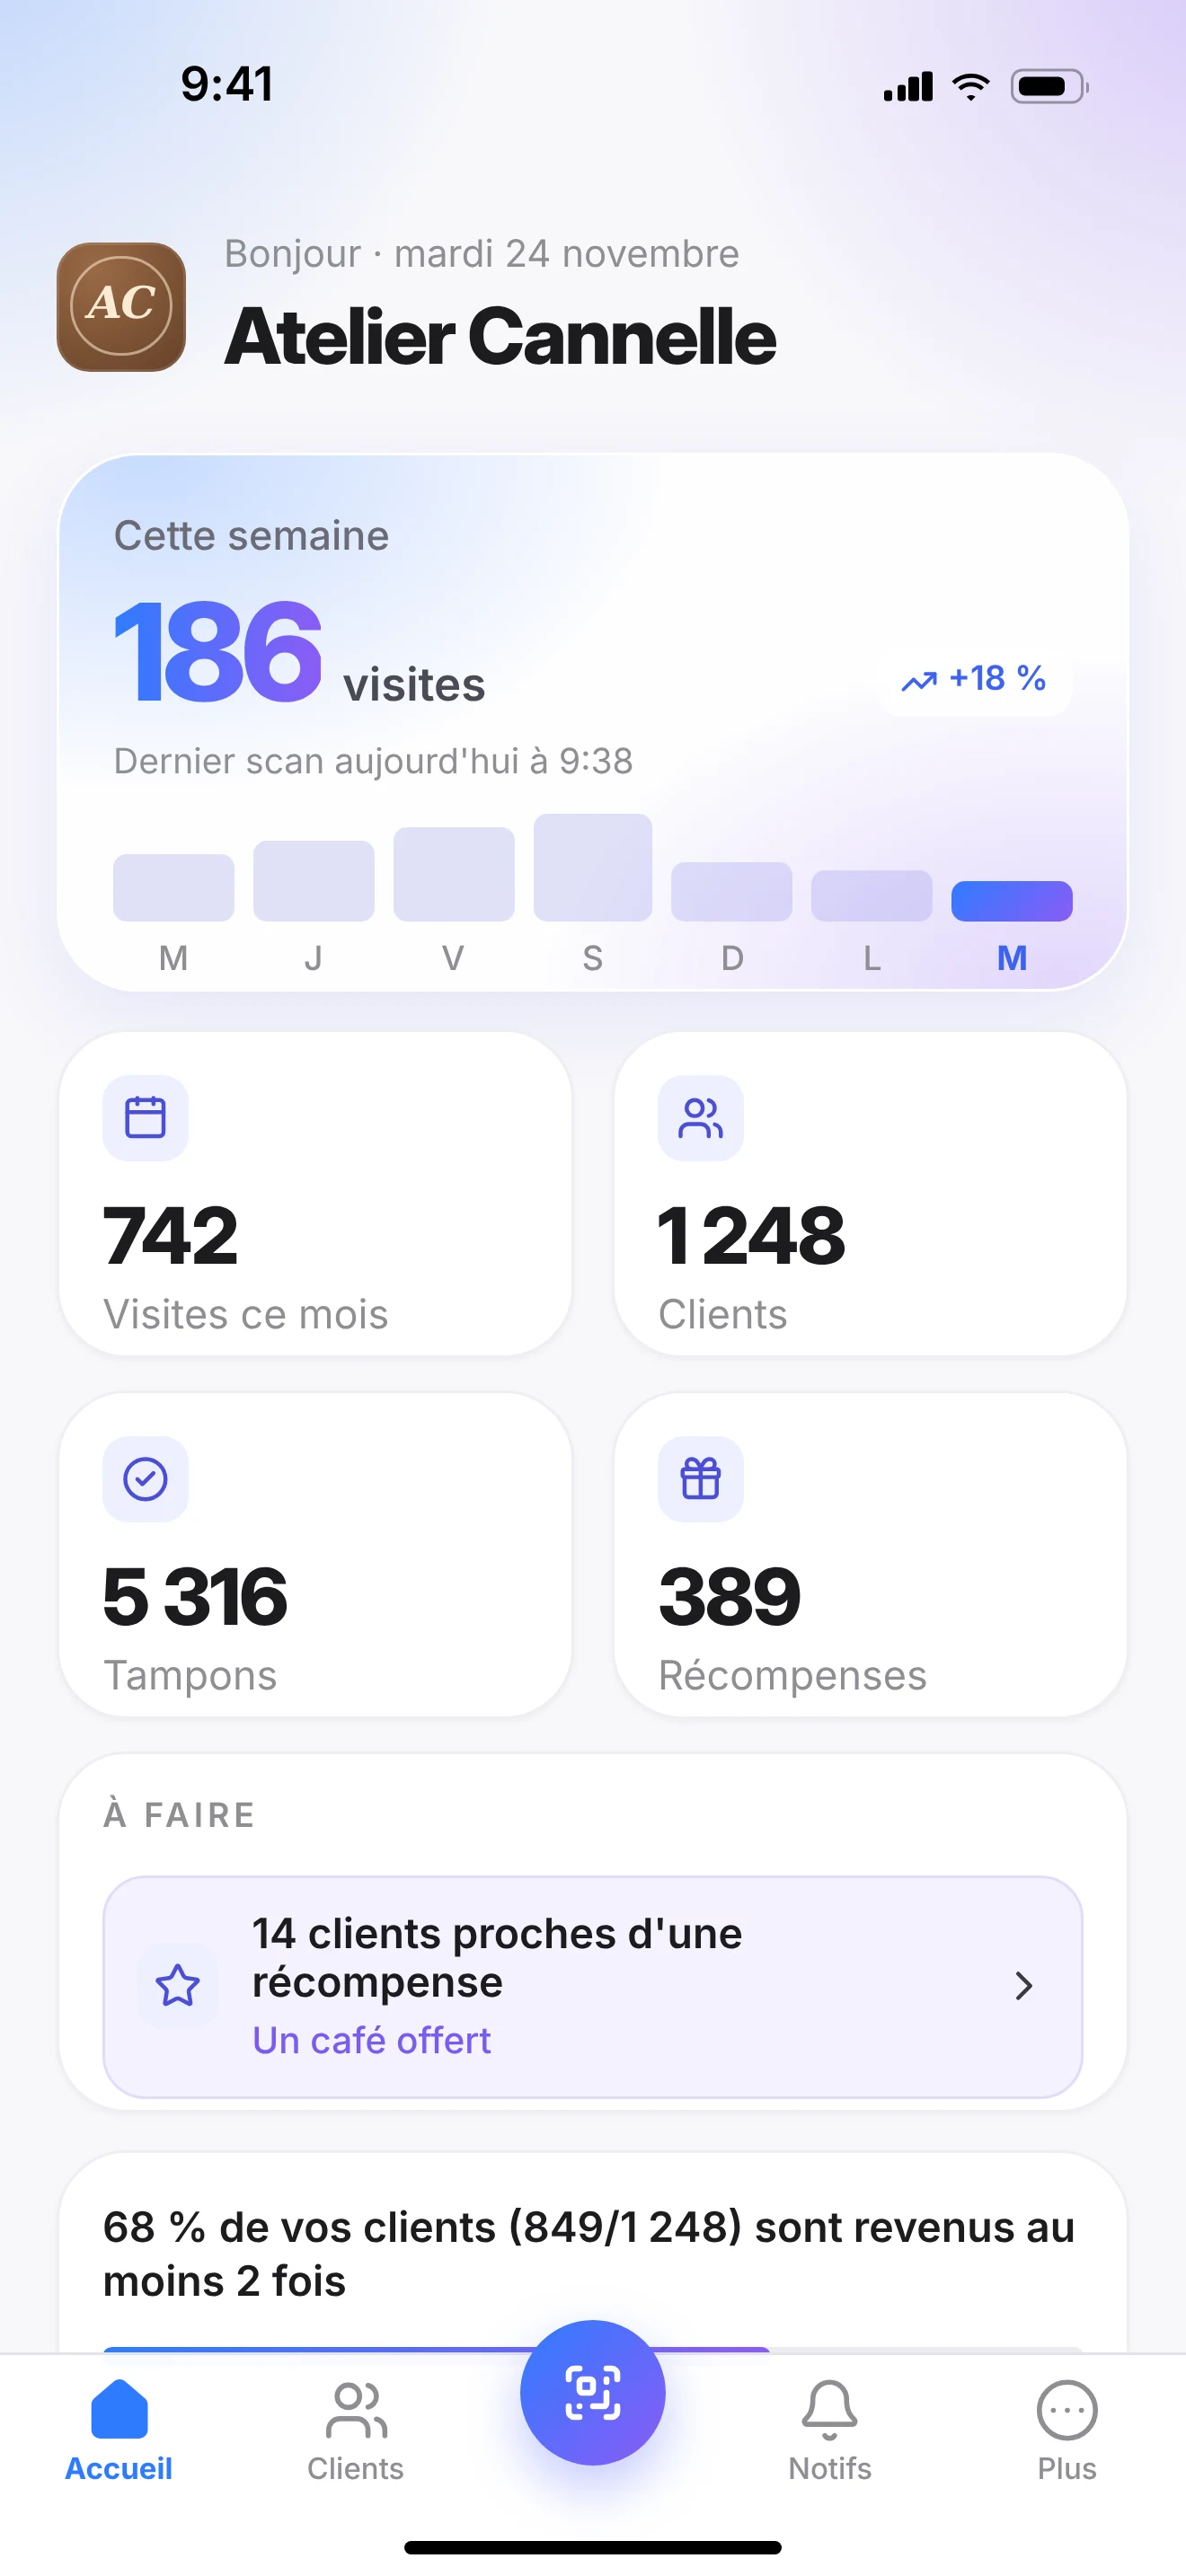 9:41
Bonjour · mardi 24 novembre
AC
Atelier Cannelle
Cette semaine
186 visites
+18 %
Dernier scan aujourd'hui à 9:38
M J V S D L M
742
Visites ce mois
1 248
Clients
5 316
Tampons
389
Récompenses
À FAIRE
14 clients proches d'une
récompense
Un café offert
68 % de vos clients (849/1 248) sont revenus au
moins 2 fois
Accueil
Clients
Notifs
Plus